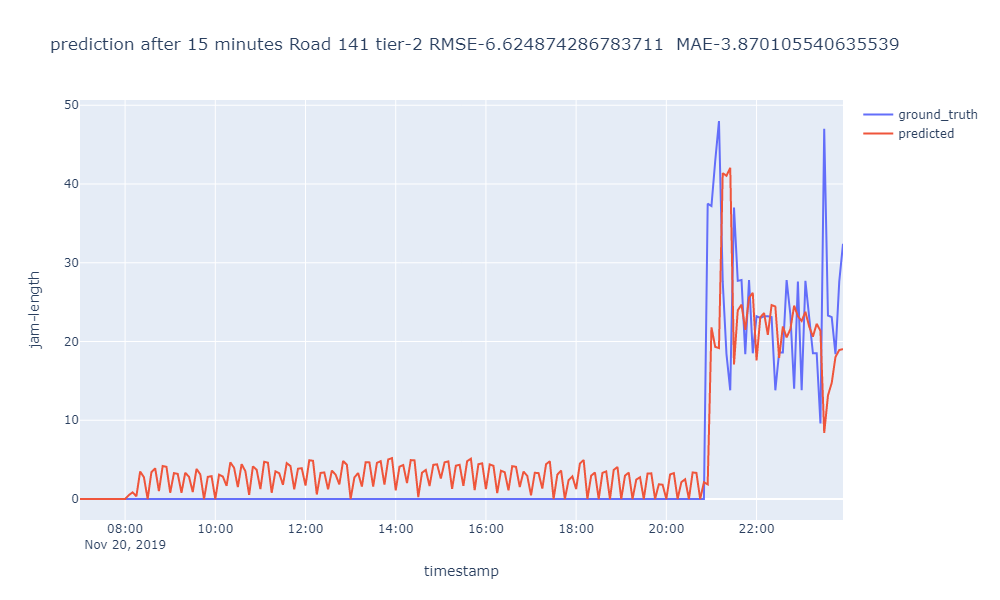 prediction after 15 minutes Road 141 tier-2 RMSE-6.624874286783711  MAE-3.870105540635539
ground_truth
predicted
50
40
30
20
10
0
jam-length
08:00 10:00 12:00 14:00 16:00 18:00 20:00 22:00
Nov 20, 2019
timestamp